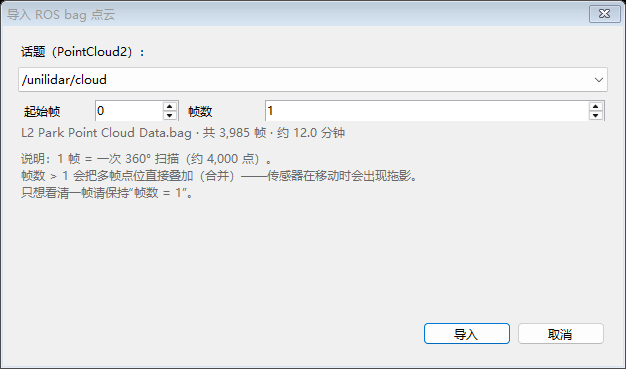 导入 ROS bag 点云
话题（PointCloud2）：
/unilidar/cloud
起始帧 0 帧数 1
L2 Park Point Cloud Data.bag · 共 3,985 帧 · 约 12.0 分钟
说明：1 帧 = 一次 360° 扫描（约 4,000 点）。
帧数 > 1 会把多帧点位直接叠加（合并）——传感器在移动时会出现拖影。
只想看清一帧请保持“帧数 = 1”。
导入 取消